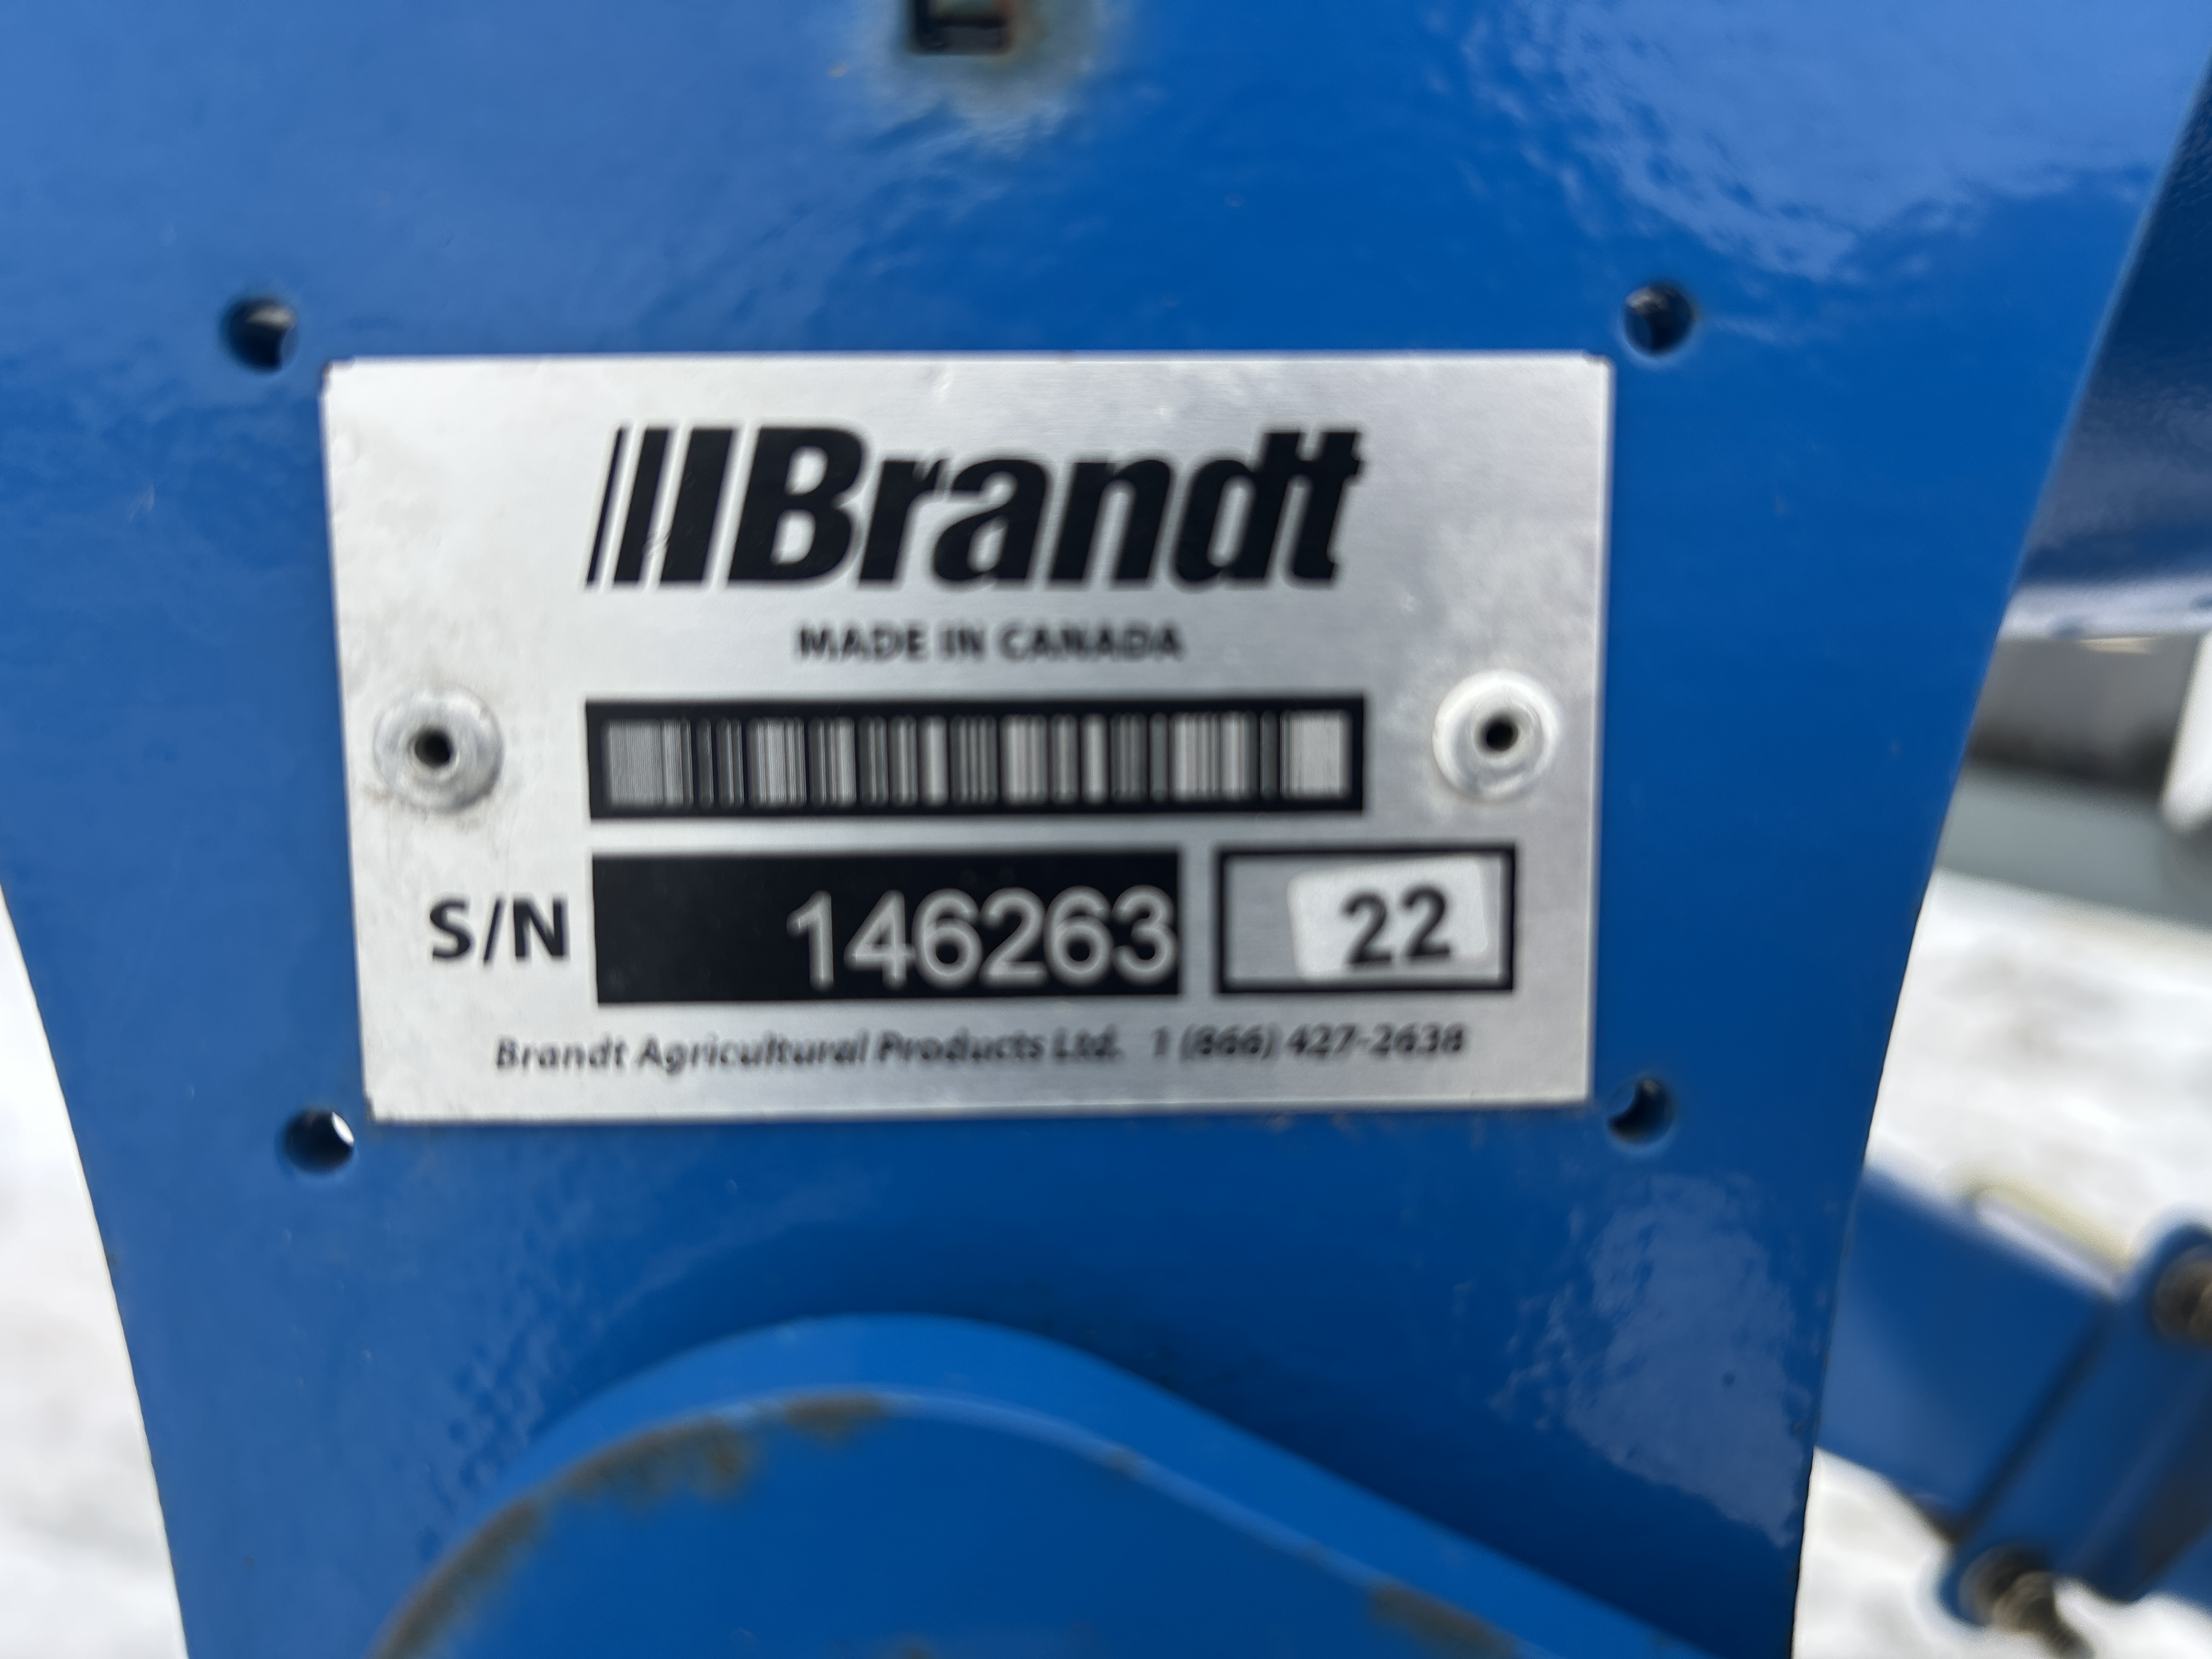 Brandt
MADE IN CANADA
S/N 146263 22
Brandt Agricultural Products Ltd. 1 (866) 427-2638